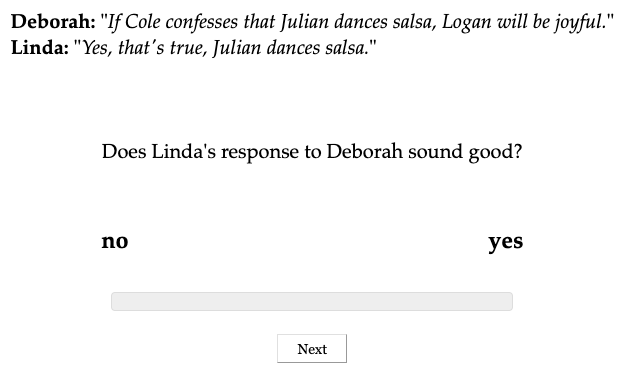 Deborah: "If Cole confesses that Julian dances salsa, Logan will be joyful."
Linda: "Yes, that's true, Julian dances salsa."
Does Linda's response to Deborah sound good?
no yes
Next